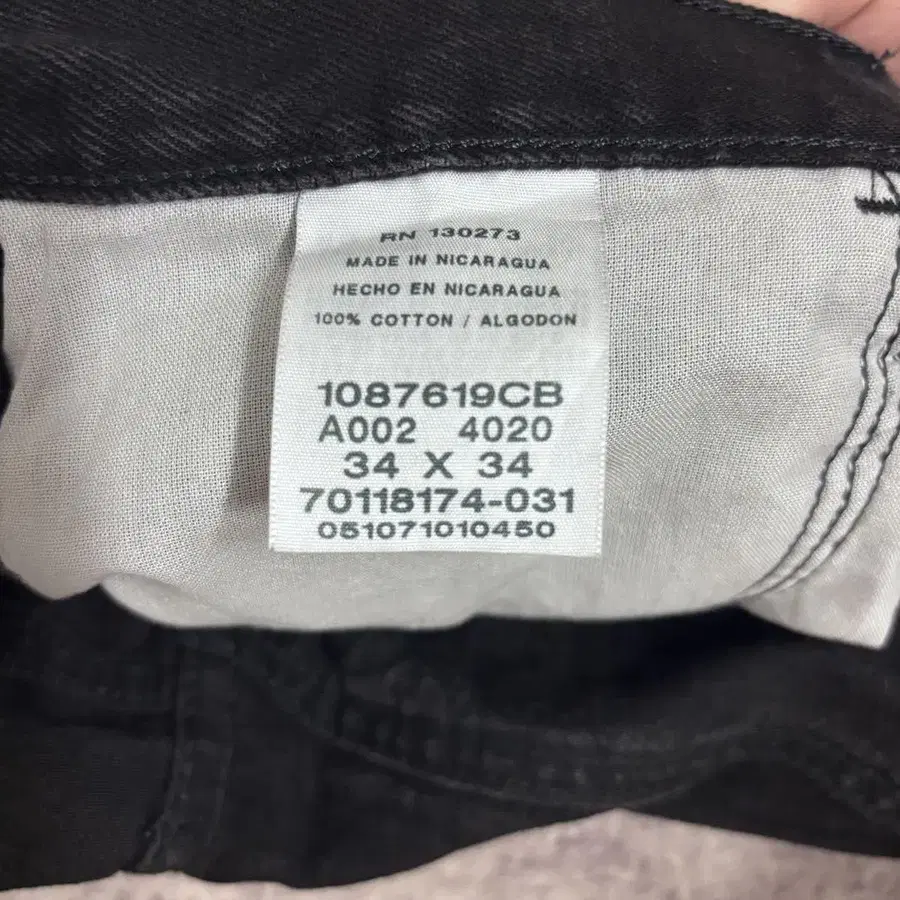 RN 130273
MADE IN NICARAGUA
HECHO EN NICARAGUA
100% COTTON / ALGODON
1087619CB
A002 4020
34 X 34
70118174-031
051071010450